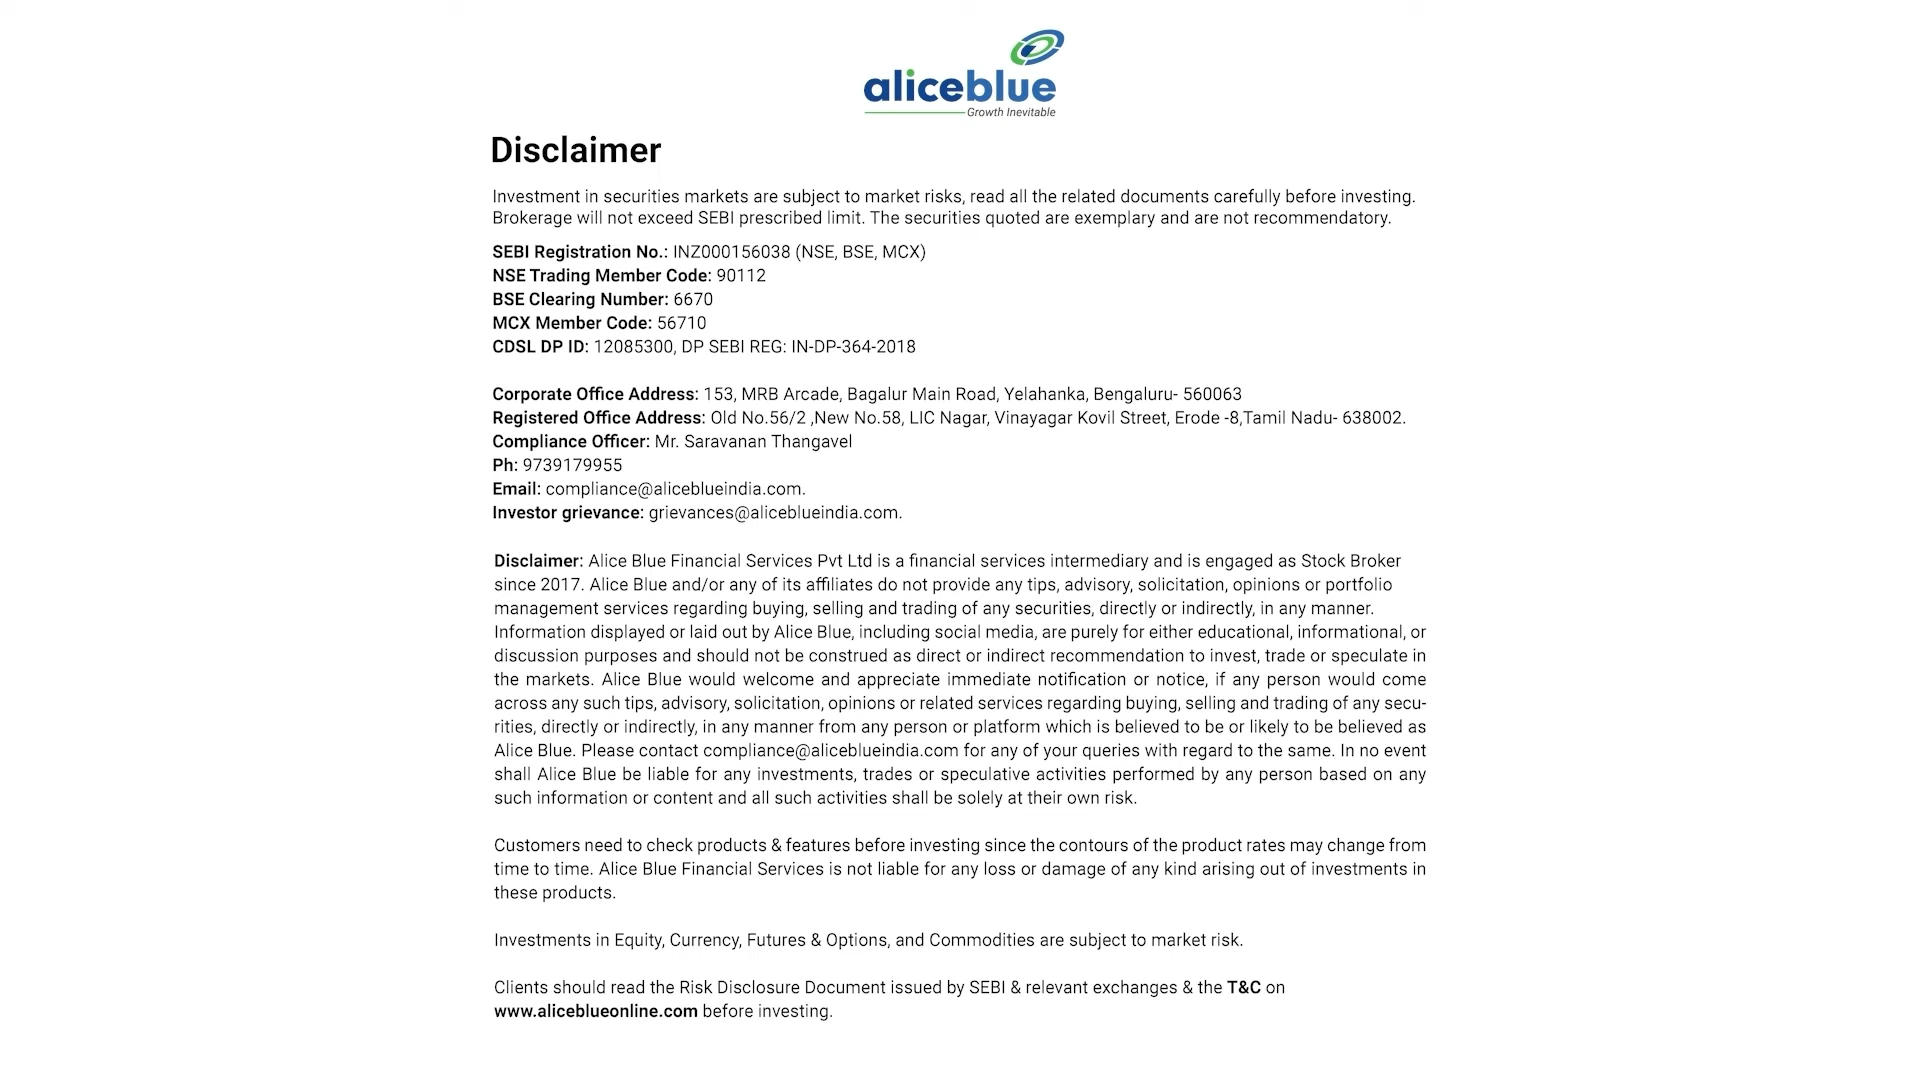 aliceblue
Growth Inevitable
Disclaimer
Investment in securities markets are subject to market risks, read all the related documents carefully before investing.
Brokerage will not exceed SEBI prescribed limit. The securities quoted are exemplary and are not recommendatory.
SEBI Registration No.: INZ000156038 (NSE, BSE, MCX)
NSE Trading Member Code: 90112
BSE Clearing Number: 6670
MCX Member Code: 56710
CDSL DP ID: 12085300, DP SEBI REG: IN-DP-364-2018
Corporate Office Address: 153, MRB Arcade, Bagalur Main Road, Yelahanka, Bengaluru- 560063
Registered Office Address: Old No.56/2 ,New No.58, LIC Nagar, Vinayagar Kovil Street, Erode -8,Tamil Nadu- 638002.
Compliance Officer: Mr. Saravanan Thangavel
Ph: 9739179955
Email: compliance@aliceblueindia.com.
Investor grievance: grievances@aliceblueindia.com.
Disclaimer: Alice Blue Financial Services Pvt Ltd is a financial services intermediary and is engaged as Stock Broker
since 2017. Alice Blue and/or any of its affiliates do not provide any tips, advisory, solicitation, opinions or portfolio
management services regarding buying, selling and trading of any securities, directly or indirectly, in any manner.
Information displayed or laid out by Alice Blue, including social media, are purely for either educational, informational, or
discussion purposes and should not be construed as direct or indirect recommendation to invest, trade or speculate in
the markets. Alice Blue would welcome and appreciate immediate notification or notice, if any person would come
across any such tips, advisory, solicitation, opinions or related services regarding buying, selling and trading of any secu-
rities, directly or indirectly, in any manner from any person or platform which is believed to be or likely to be believed as
Alice Blue. Please contact compliance@aliceblueindia.com for any of your queries with regard to the same. In no event
shall Alice Blue be liable for any investments, trades or speculative activities performed by any person based on any
such information or content and all such activities shall be solely at their own risk.
Customers need to check products & features before investing since the contours of the product rates may change from
time to time. Alice Blue Financial Services is not liable for any loss or damage of any kind arising out of investments in
these products.
Investments in Equity, Currency, Futures & Options, and Commodities are subject to market risk.
Clients should read the Risk Disclosure Document issued by SEBI & relevant exchanges & the T&C on
www.aliceblueonline.com before investing.